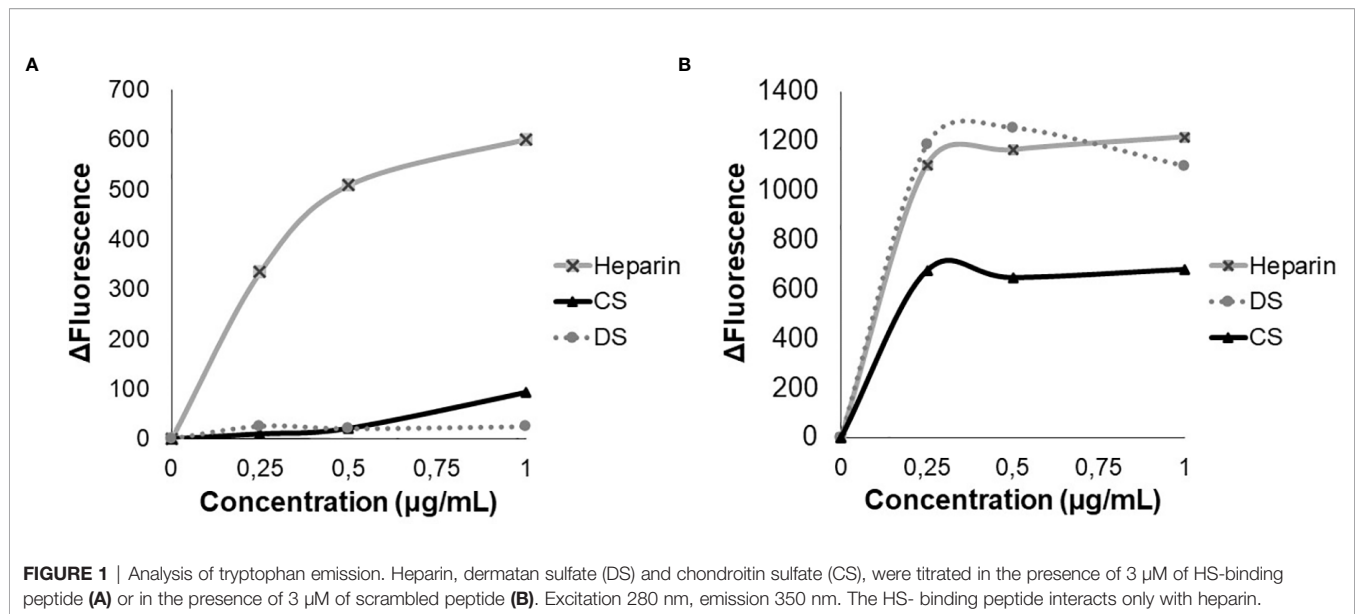 A
700
600
500
400
300
200
100
0
ΔFluorescence
0 0,25 0,5 0,75 1
Concentration (µg/mL)
Heparin
CS
DS
B
1400
1200
1000
800
600
400
200
0
ΔFluorescence
0 0,25 0,5 0,75 1
Concentration (µg/mL)
Heparin
DS
CS
FIGURE 1 | Analysis of tryptophan emission. Heparin, dermatan sulfate (DS) and chondroitin sulfate (CS), were titrated in the presence of 3 µM of HS-binding
peptide (A) or in the presence of 3 µM of scrambled peptide (B). Excitation 280 nm, emission 350 nm. The HS- binding peptide interacts only with heparin.